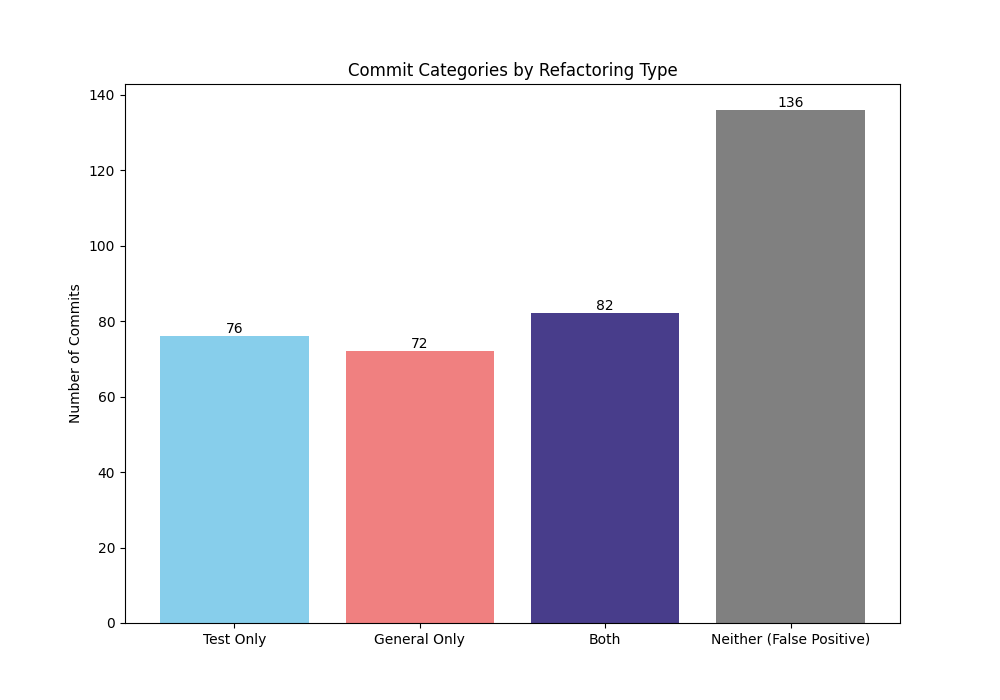 Commit Categories by Refactoring Type
140
120
100
80
60
40
20
0
Number of Commits
76
72
82
136
Test Only
General Only
Both
Neither (False Positive)